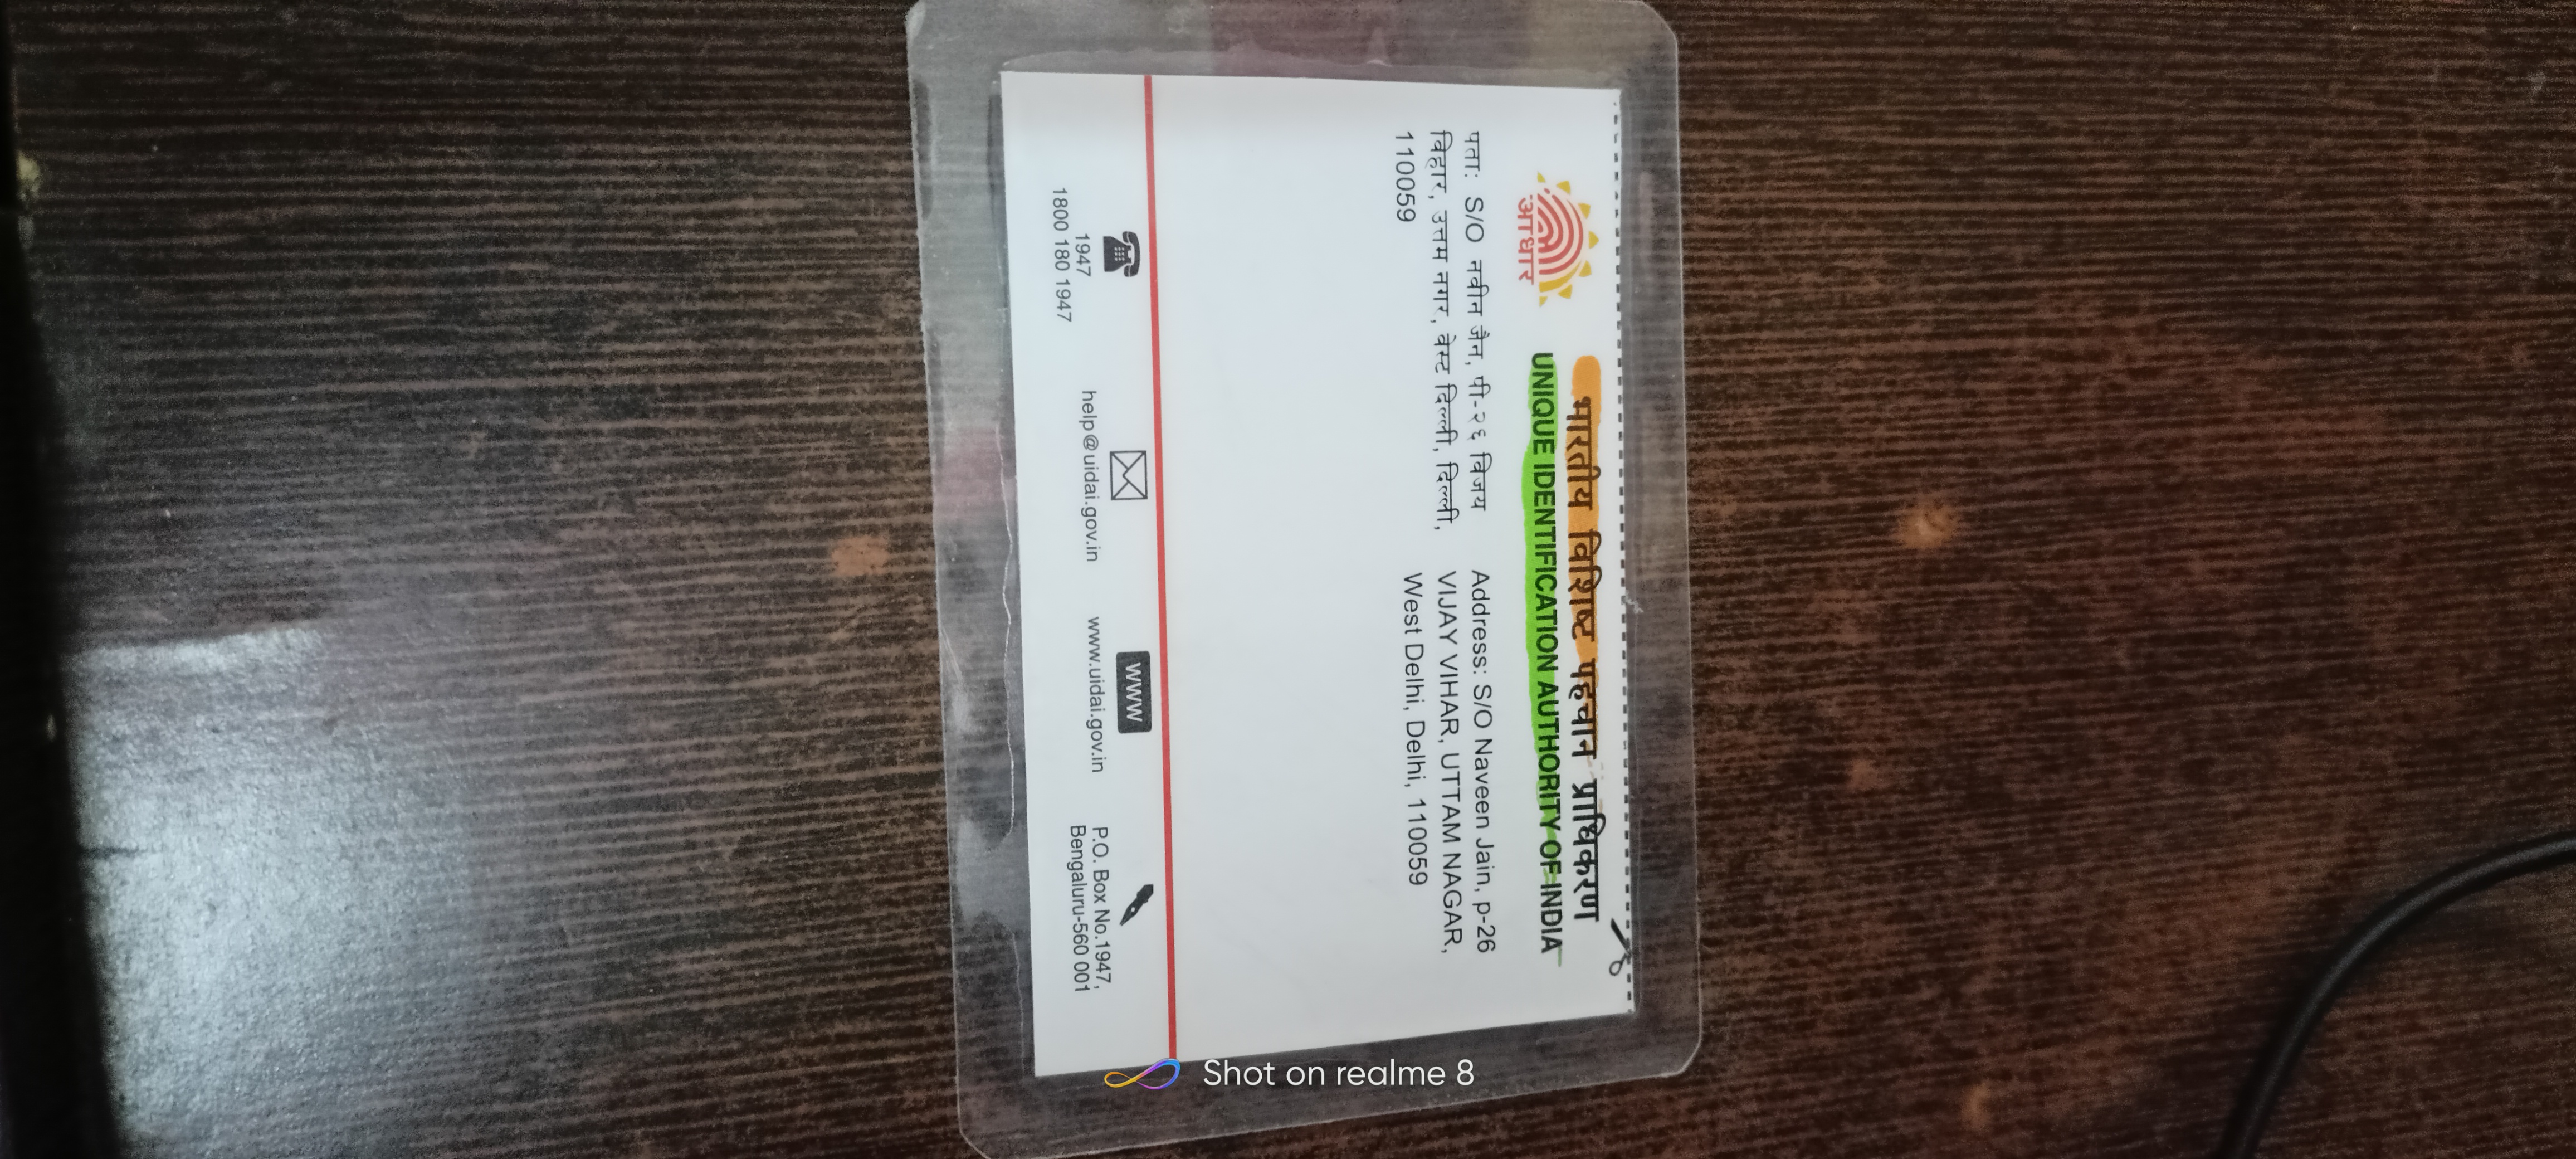 भारतीय विशिष्ट पहचान प्राधिकरण
UNIQUE IDENTIFICATION AUTHORITY OF INDIA
आधार
पता: S/O नवीन जैन, पी-२६ विजय
विहार, उत्तम नगर, वेस्ट दिल्ली, दिल्ली,
110059
Address: S/O Naveen Jain, p-26
VIJAY VIHAR, UTTAM NAGAR,
West Delhi, Delhi, 110059
1947
1800 180 1947
help@uidai.gov.in
WWW
www.uidai.gov.in
P.O. Box No.1947,
Bengaluru-560 001
Shot on realme 8